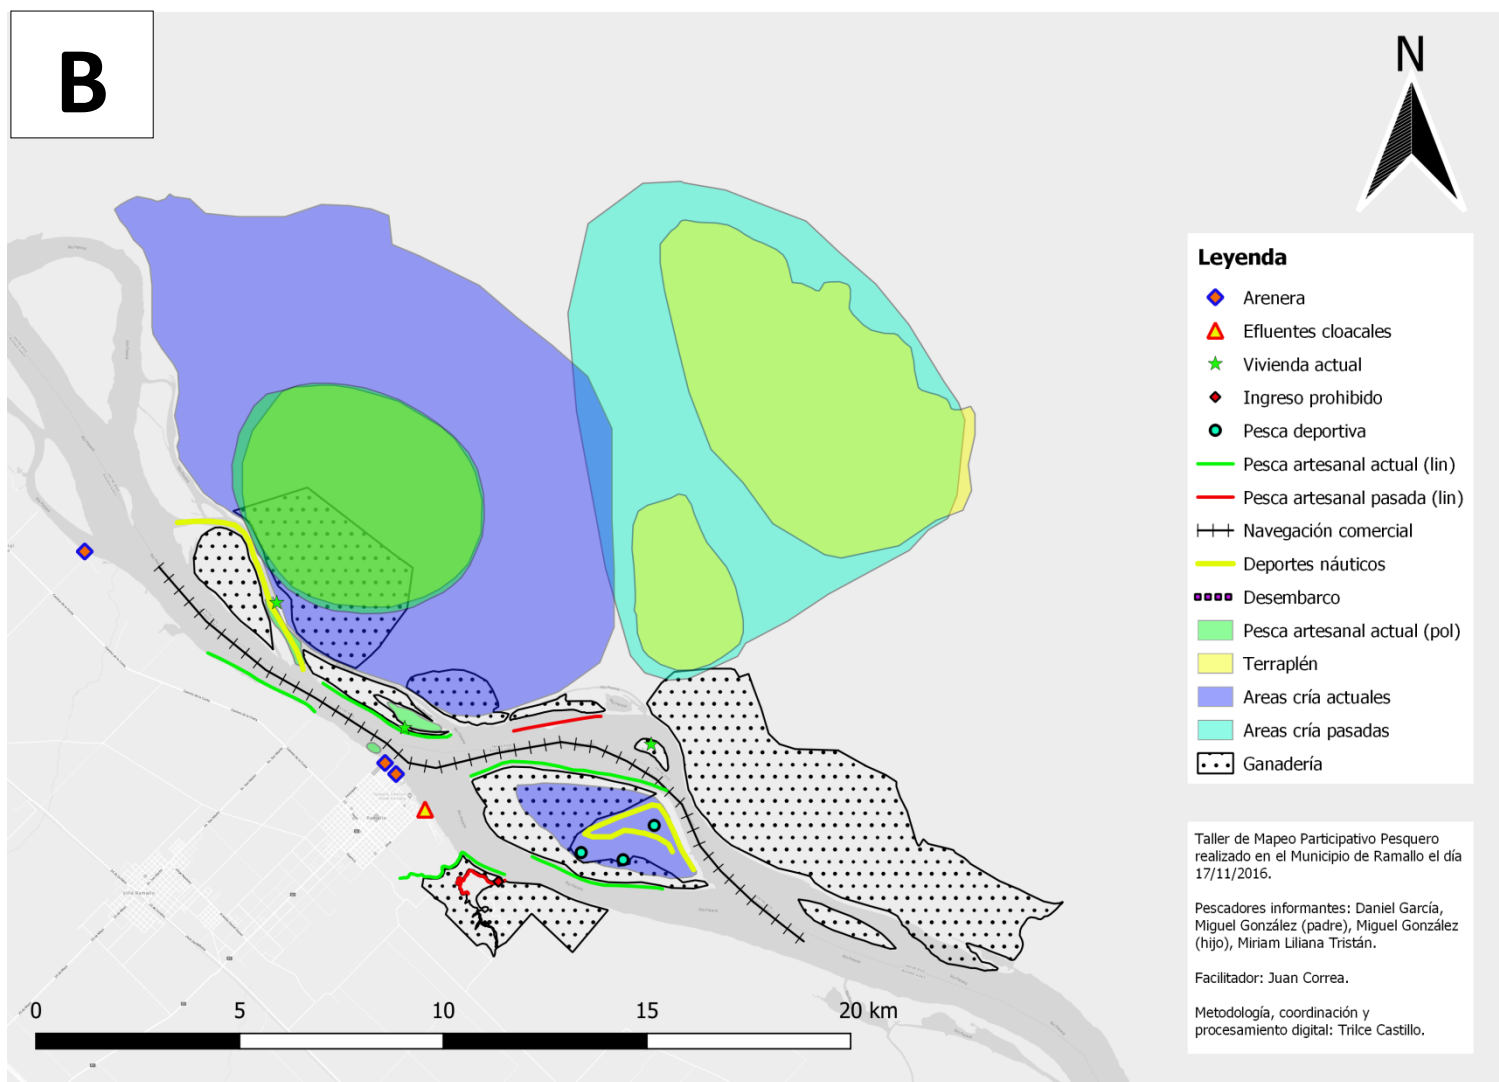 B
N
Leyenda
Arenera
Efluentes cloacales
Vivienda actual
Ingreso prohibido
Pesca deportiva
Pesca artesanal actual (lin)
Pesca artesanal pasada (lin)
Navegación comercial
Deportes náuticos
Desembarco
Pesca artesanal actual (pol)
Terraplén
Areas cría actuales
Areas cría pasadas
Ganadería
Taller de Mapeo Participativo Pesquero
realizado en el Municipio de Ramallo el día
17/11/2016.
Pescadores informantes: Daniel García,
Miguel González (padre), Miguel González
(hijo), Miriam Liliana Tristán.
Facilitador: Juan Correa.
Metodología, coordinación y
procesamiento digital: Trilce Castillo.
Ramallo
Villa Ramallo
0 5 10 15 20 km